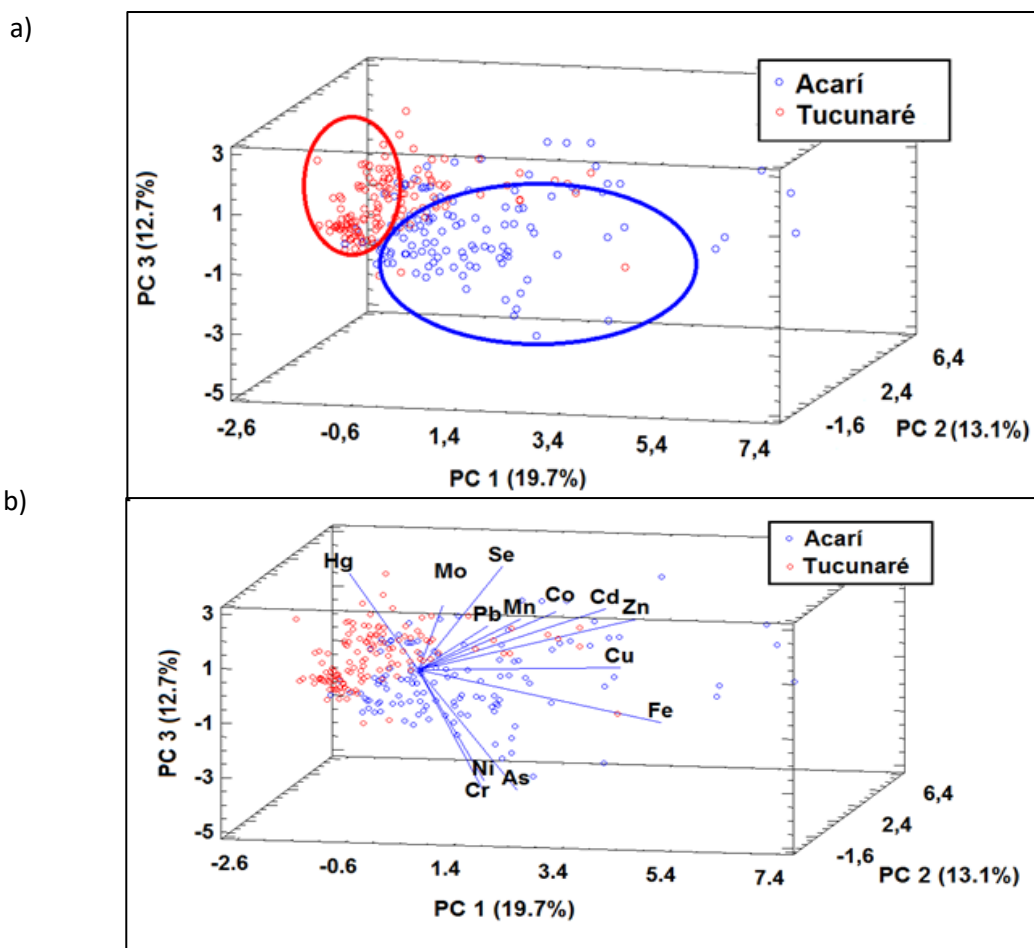 a)
Acarí
Tucunaré
3
1
-1
-3
-5
PC 3 (12.7%)
-2,6
-0,6
1,4
3,4
5,4
7,4
PC 1 (19.7%)
-1,6
2,4
6,4
PC 2 (13.1%)
b)
Acarí
Tucunaré
Hg
Mo
Se
Pb
Mn
Co
Cd
Zn
Cu
Fe
Ni
As
Cr
3
1
-1
-3
-5
PC 3 (12.7%)
-2.6
-0.6
1.4
3.4
5.4
7.4
PC 1 (19.7%)
-1,6
2,4
6,4
PC 2 (13.1%)